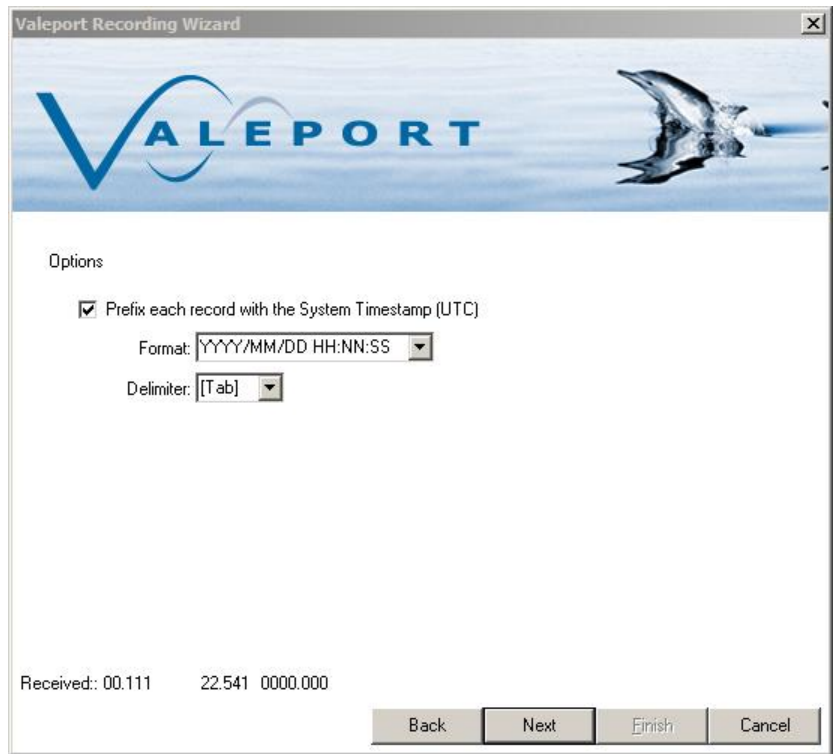 Valeport Recording Wizard
VALEPORT
Options
Prefix each record with the System Timestamp (UTC)
Format: YYYY/MM/DD HH:NN:SS
Delimiter: [Tab]
Received:: 00.111 22.541 0000.000
Back Next Finish Cancel